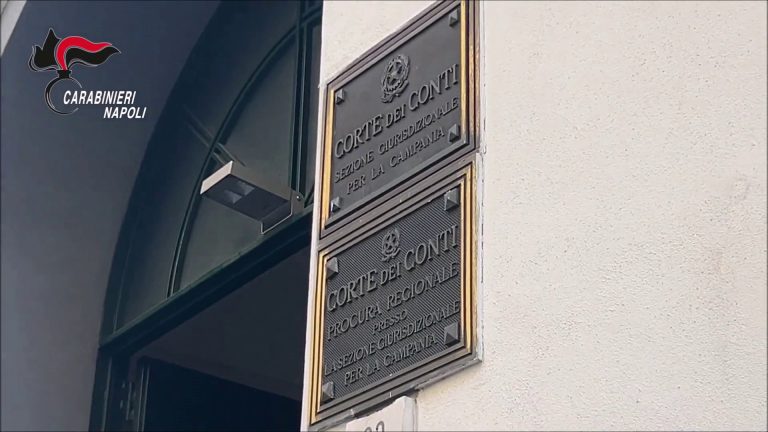 CARABINIERI
NAPOLI
CORTE DEI CONTI
SEZIONE GIURISDIZIONALE
PER LA CAMPANIA
CORTE DEI CONTI
PROCURA REGIONALE
PRESSO
LA SEZIONE GIURISDIZIONALE
PER LA CAMPANIA